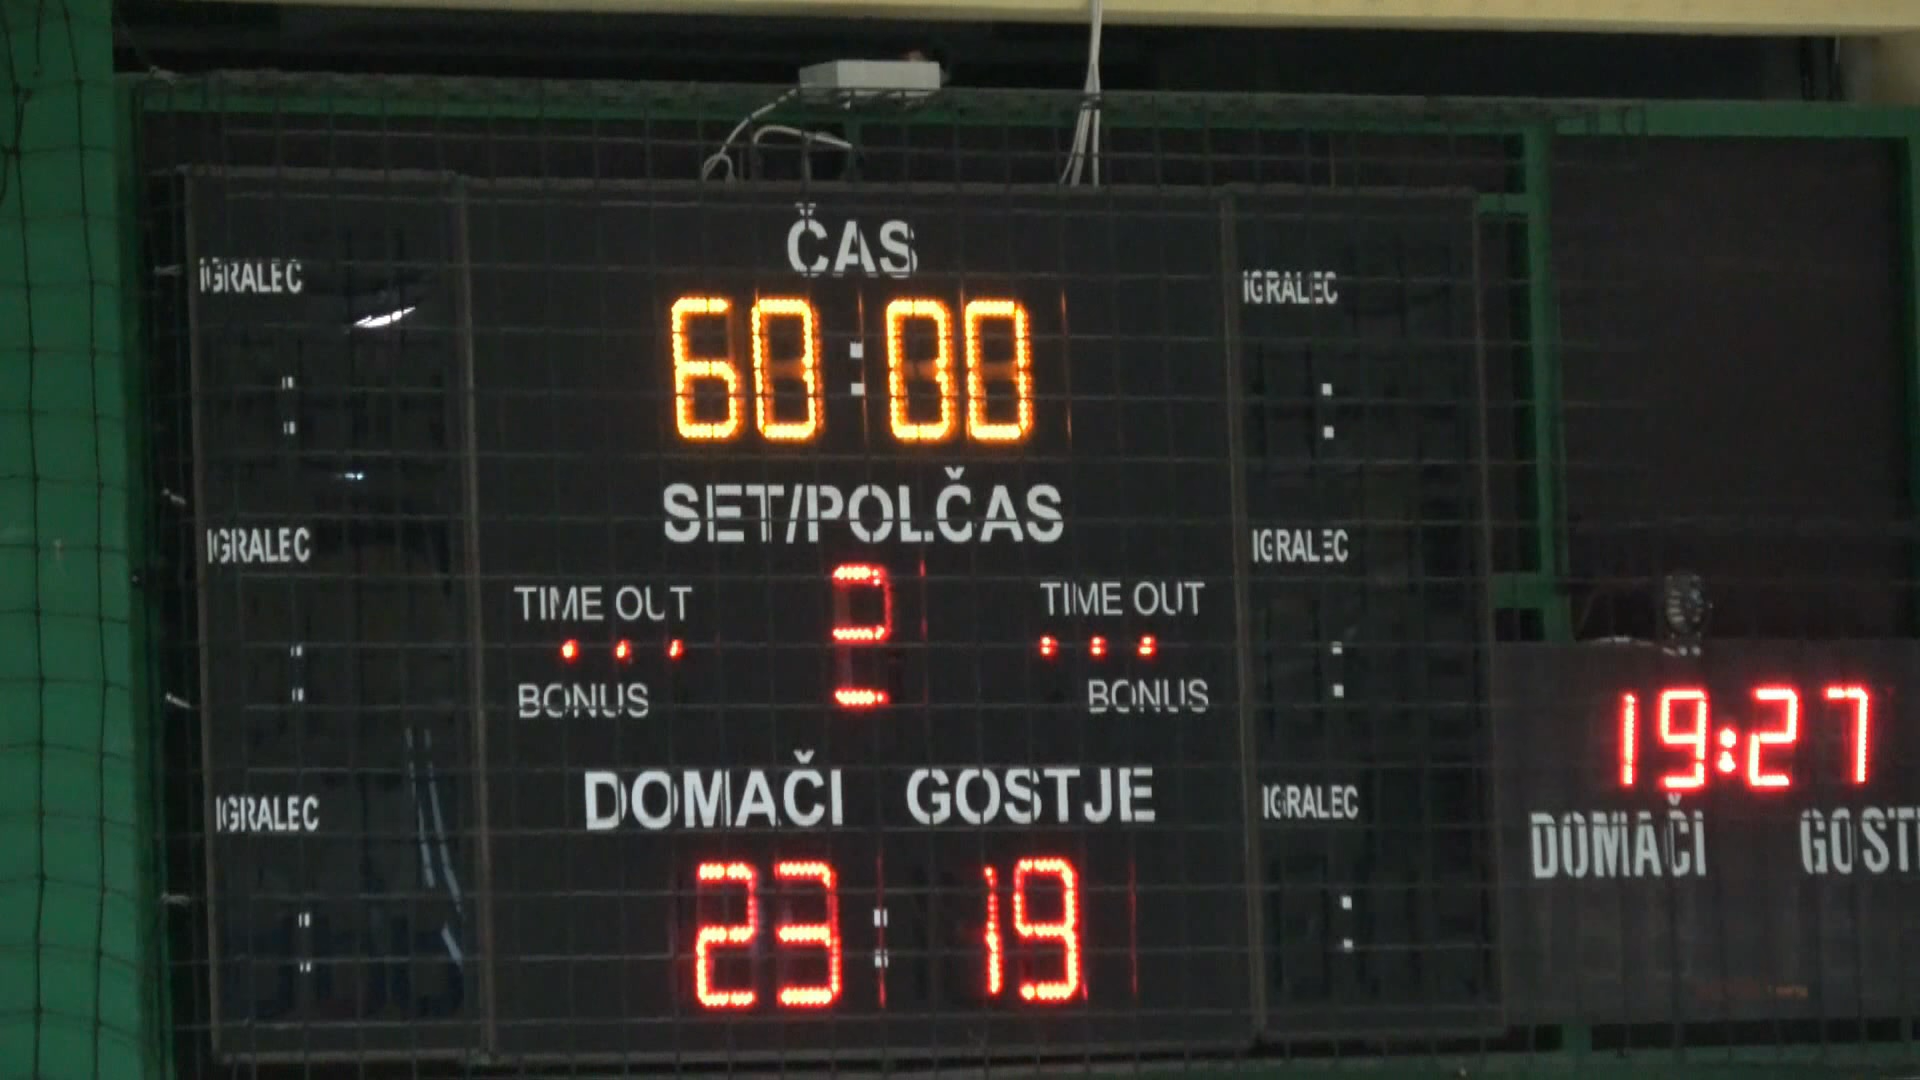 ČAS
IGRALEC
IGRALEC
60:00
SET/POLČAS
IGRALEC
IGRALEC
2
TIME OUT
TIME OUT
BONUS
BONUS
19:27
DOMAČI GOSTJE
IGRALEC
IGRALEC
DOMAČI GOSTJ
23:19